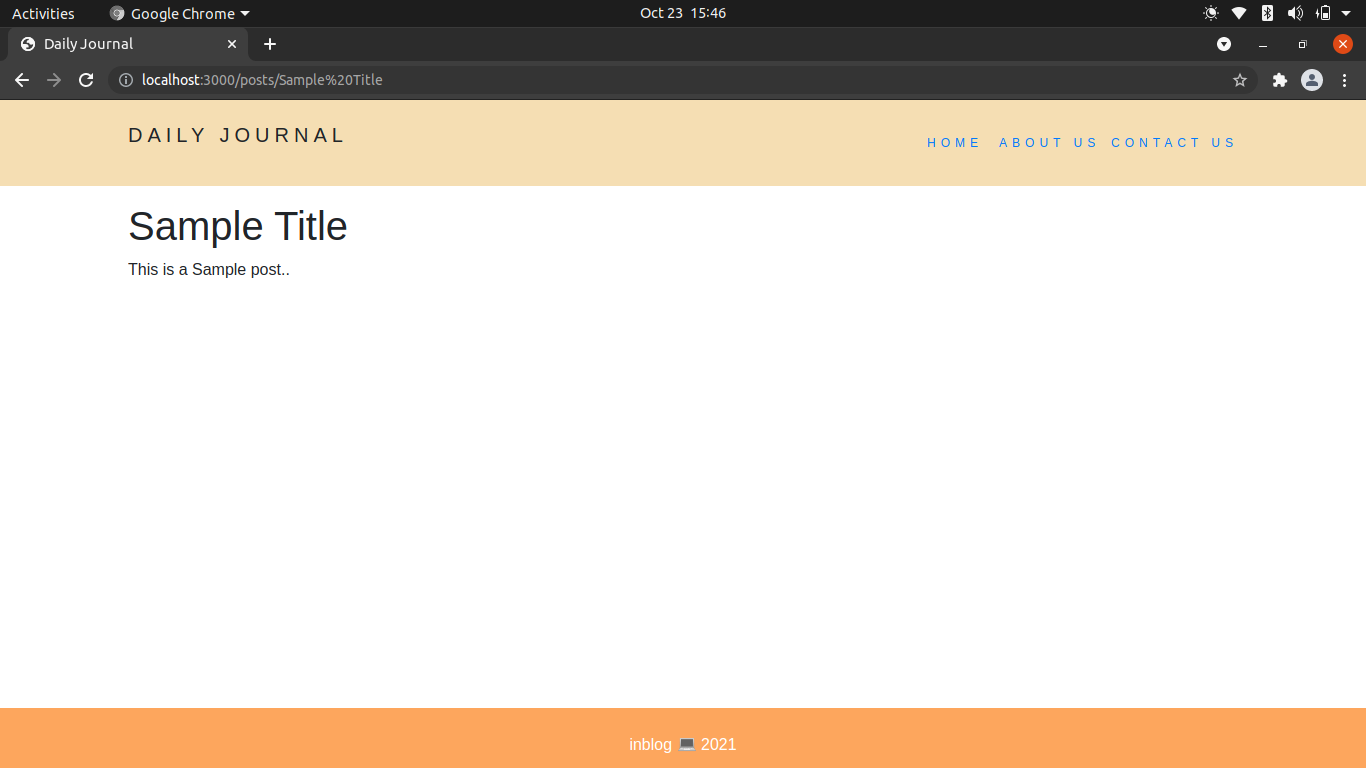 Activities Google Chrome Oct 23 15:46
Daily Journal
localhost:3000/posts/Sample%20Title
DAILY JOURNAL
HOME ABOUT US CONTACT US
Sample Title
This is a Sample post..
inblog 💻 2021